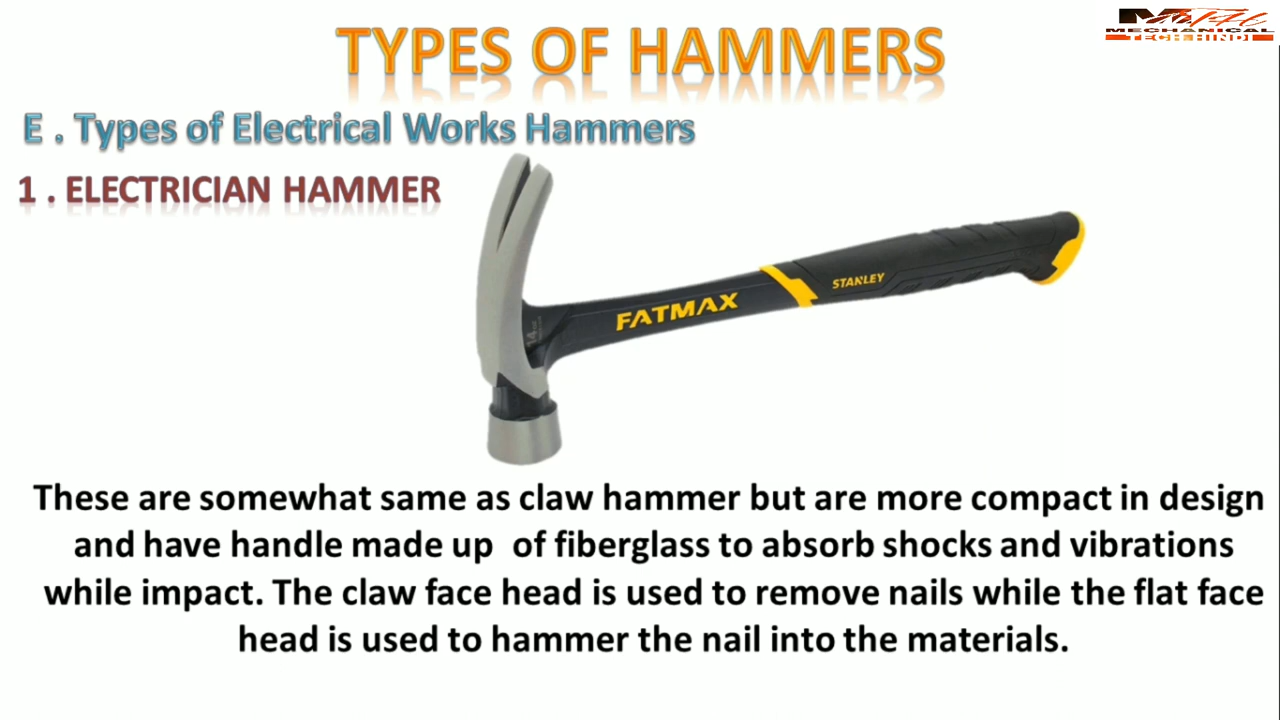 TYPES OF HAMMERS
MECHANICAL
TECH HINDI
E . Types of Electrical Works Hammers
1 . ELECTRICIAN HAMMER
STANLEY
FATMAX
14
These are somewhat same as claw hammer but are more compact in design
and have handle made up of fiberglass to absorb shocks and vibrations
while impact. The claw face head is used to remove nails while the flat face
head is used to hammer the nail into the materials.